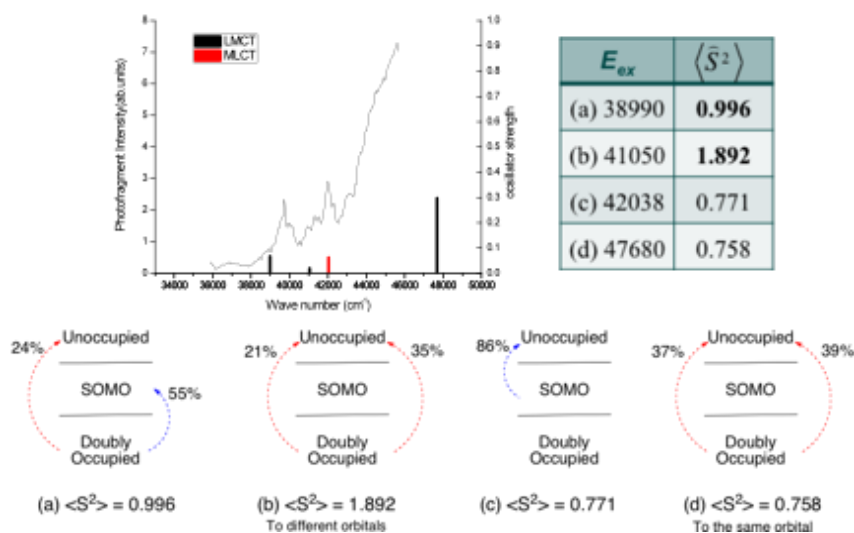 LMCT
MLCT
Photofragment Intensity(ab.units)
8
7
6
5
4
3
2
1
0
34000 36000 38000 40000 42000 44000 46000 48000 50000
Wave number (cm⁻¹)
1.0
0.9
0.8
0.7
0.6
0.5
0.4
0.3
0.2
0.1
0.0
oscillator strength
E_ex ⟨S̄²⟩
(a) 38990 0.996
(b) 41050 1.892
(c) 42038 0.771
(d) 47680 0.758
24%
Unoccupied
SOMO
55%
Doubly
Occupied
(a) <S²> = 0.996
21%
Unoccupied
35%
SOMO
Doubly
Occupied
(b) <S²> = 1.892
To different orbitals
86%
Unoccupied
SOMO
Doubly
Occupied
(c) <S²> = 0.771
37%
Unoccupied
39%
SOMO
Doubly
Occupied
(d) <S²> = 0.758
To the same orbital